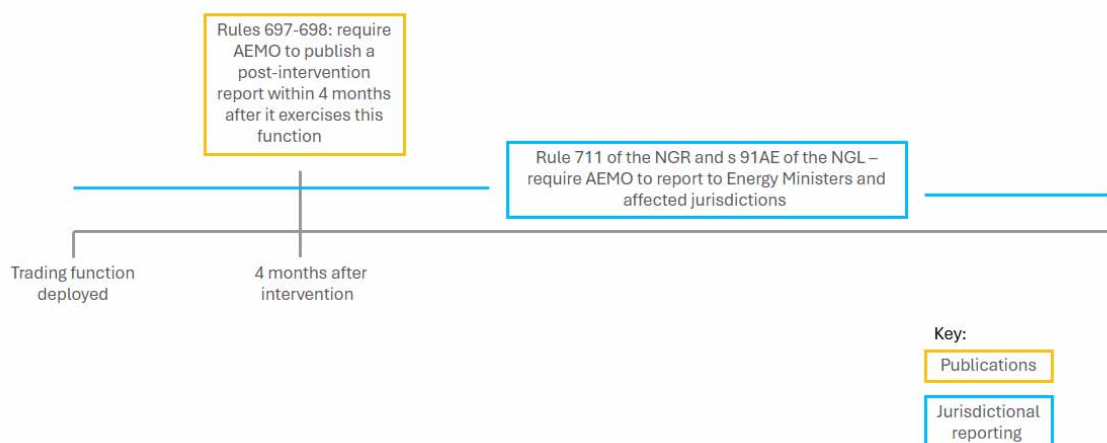 Rules 697-698: require
AEMO to publish a
post-intervention
report within 4 months
after it exercises this
function
Rule 711 of the NGR and s 91AE of the NGL –
require AEMO to report to Energy Ministers and
affected jurisdictions
Trading function
deployed
4 months after
intervention
Key:
Publications
Jurisdictional
reporting